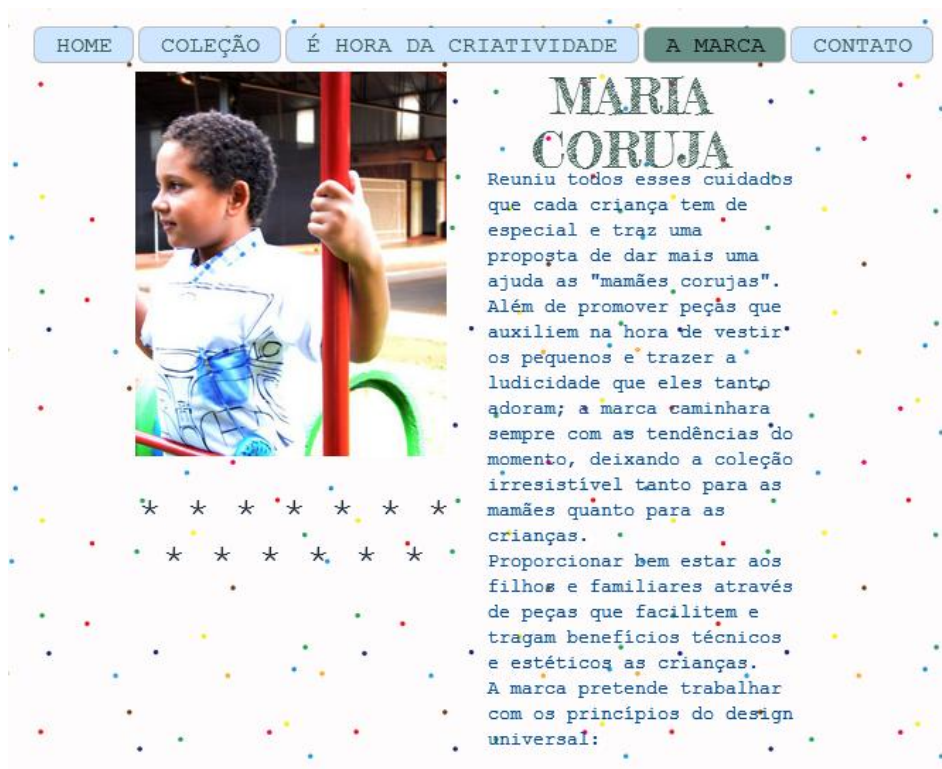 HOME COLEÇÃO É HORA DA CRIATIVIDADE A MARCA CONTATO
MARIA
CORUJA
Reuniu todos esses cuidados
que cada criança tem de
especial e traz uma
proposta de dar mais uma
ajuda as "mamães corujas".
Além de promover peças que
auxiliem na hora de vestir
os pequenos e trazer a
ludicidade que eles tanto
adoram; a marca caminhara
sempre com as tendências do
momento, deixando a coleção
irresistível tanto para as
mamães quanto para as
crianças.
Proporcionar bem estar aos
filhos e familiares através
de peças que facilitem e
tragam benefícios técnicos
e estéticos as crianças.
A marca pretende trabalhar
com os princípios do design
universal:
* * * * * * *
* * * * * *